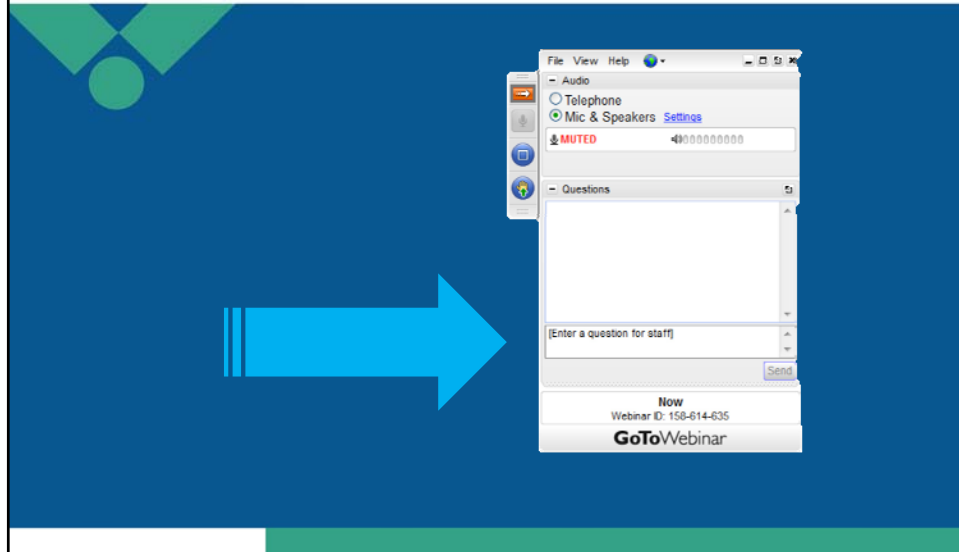 File View Help
− Audio
Telephone
Mic & Speakers Settings
MUTED
− Questions
[Enter a question for staff]
Send
Now
Webinar ID: 158-614-635
GoToWebinar